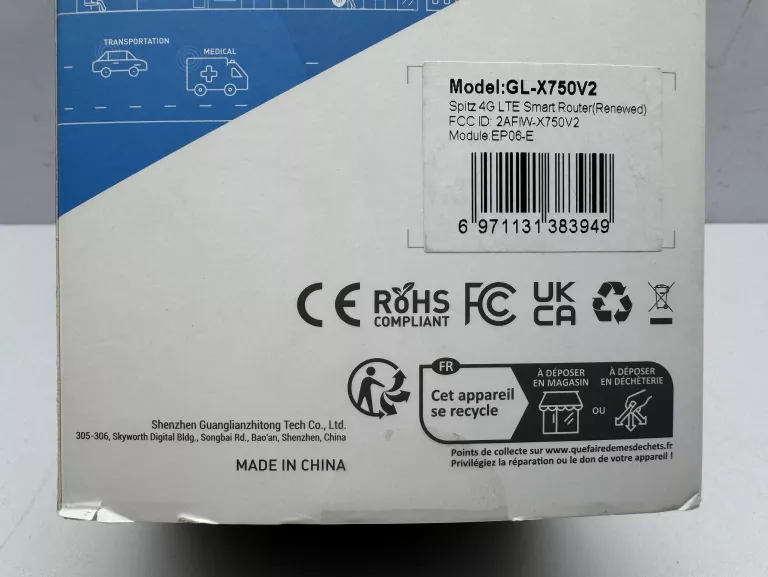 TRANSPORTATION
MEDICAL
Model:GL-X750V2
Spitz 4G LTE Smart Router(Renewed)
FCC ID: 2AFIW-X750V2
Module:EP06-E
6 971131 383949
CE
RoHS
COMPLIANT
FC
UK
CA
FR
Cet appareil
se recycle
À DÉPOSER
EN MAGASIN
OU
À DÉPOSER
EN DÉCHÈTERIE
Points de collecte sur www.quefairedemesdechets.fr
Privilégiez la réparation ou le don de votre appareil !
Shenzhen Guanglianzhitong Tech Co., Ltd.
305-306, Skyworth Digital Bldg., Songbai Rd., Bao'an, Shenzhen, China
MADE IN CHINA